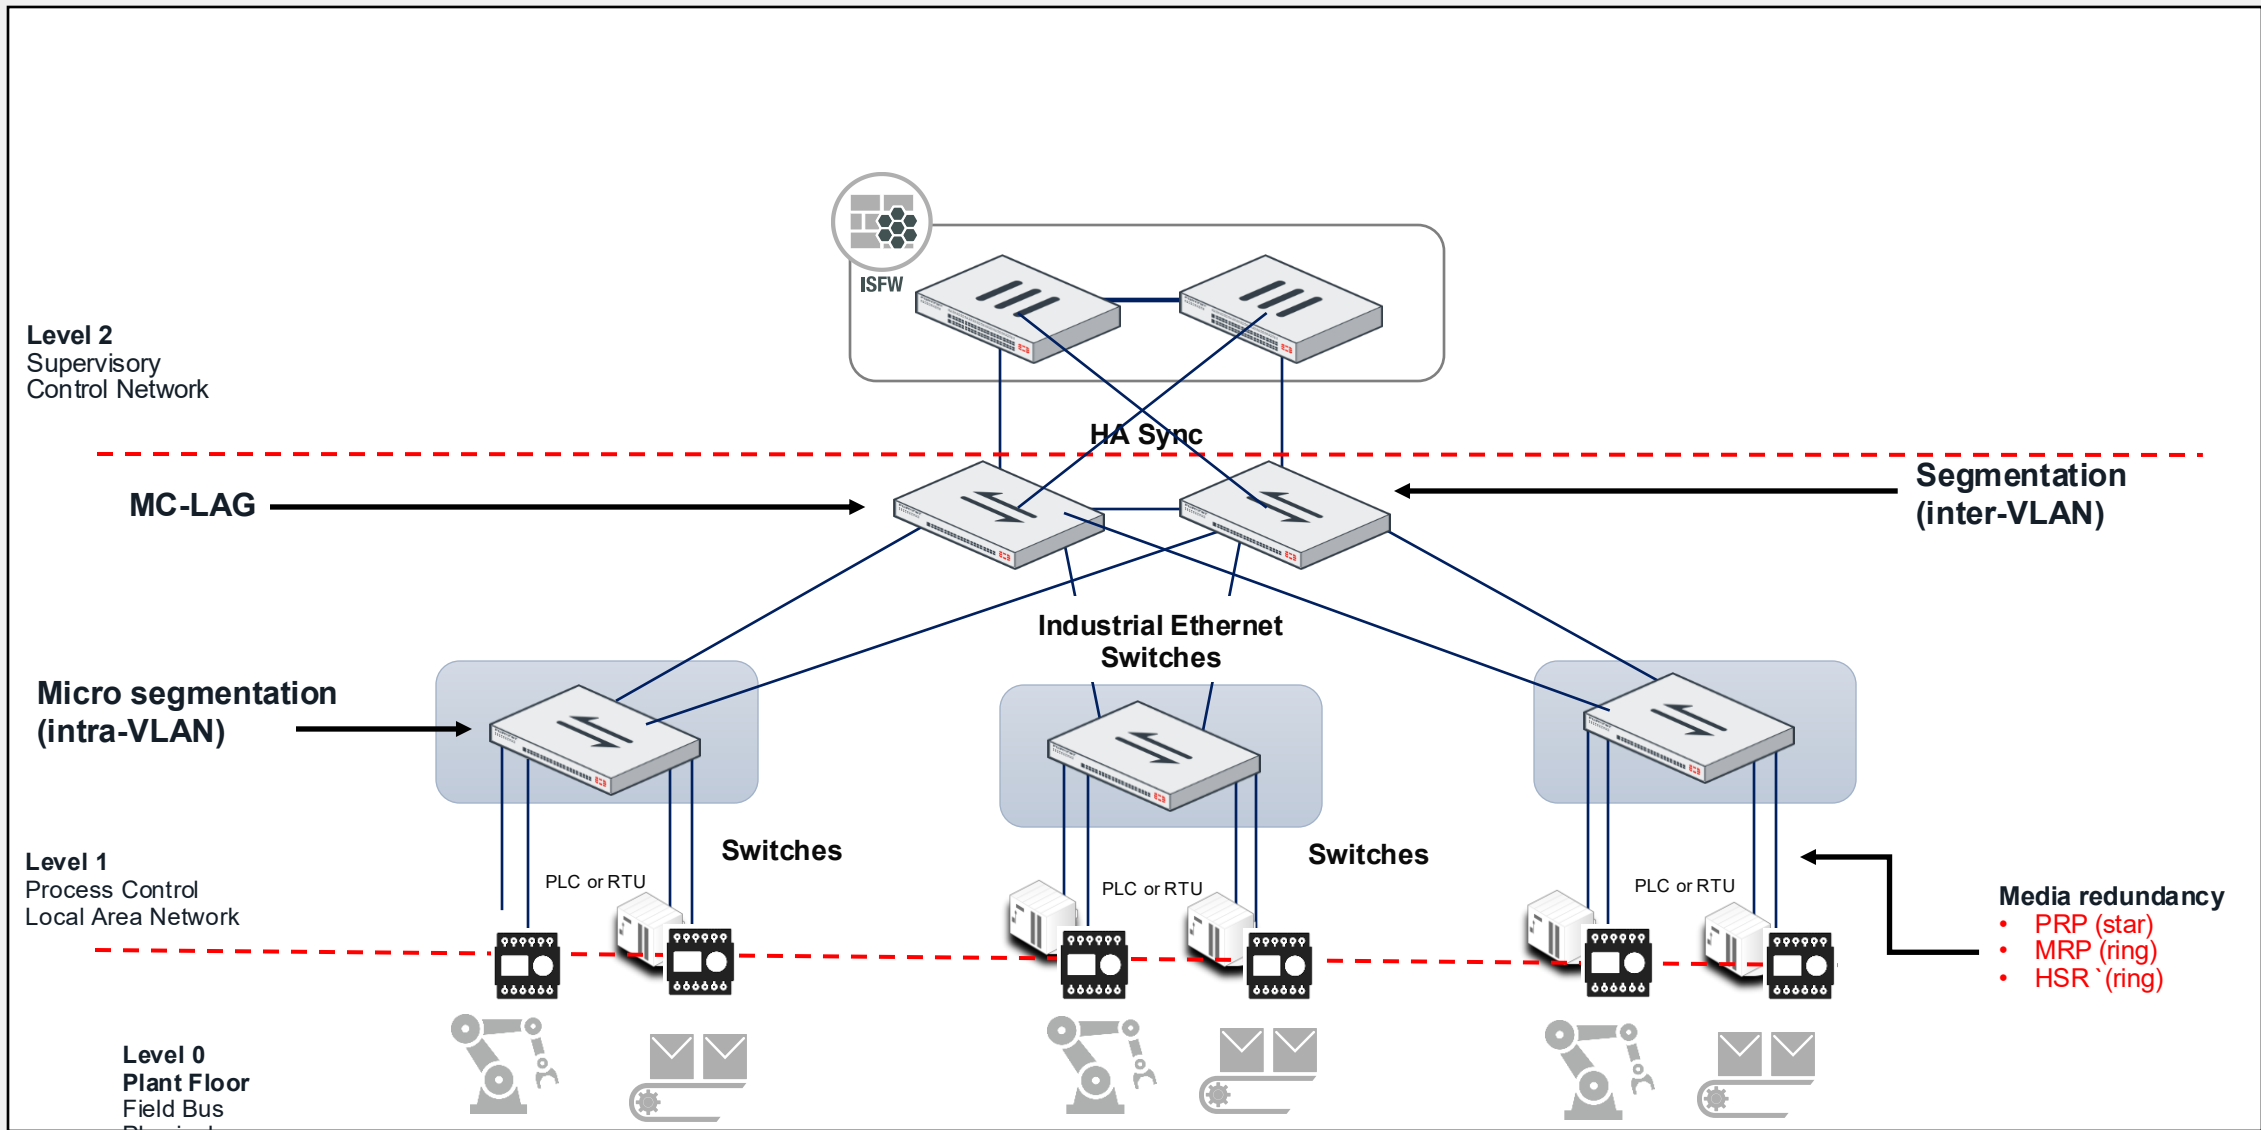 ISFW
Level 2
Supervisory
Control Network
HA Sync
MC-LAG
Segmentation
(inter-VLAN)
Industrial Ethernet
Switches
Micro segmentation
(intra-VLAN)
Switches
Switches
Level 1
Process Control
Local Area Network
PLC or RTU
PLC or RTU
PLC or RTU
Media redundancy
• PRP (star)
• MRP (ring)
• HSR `(ring)
Level 0
Plant Floor
Field Bus